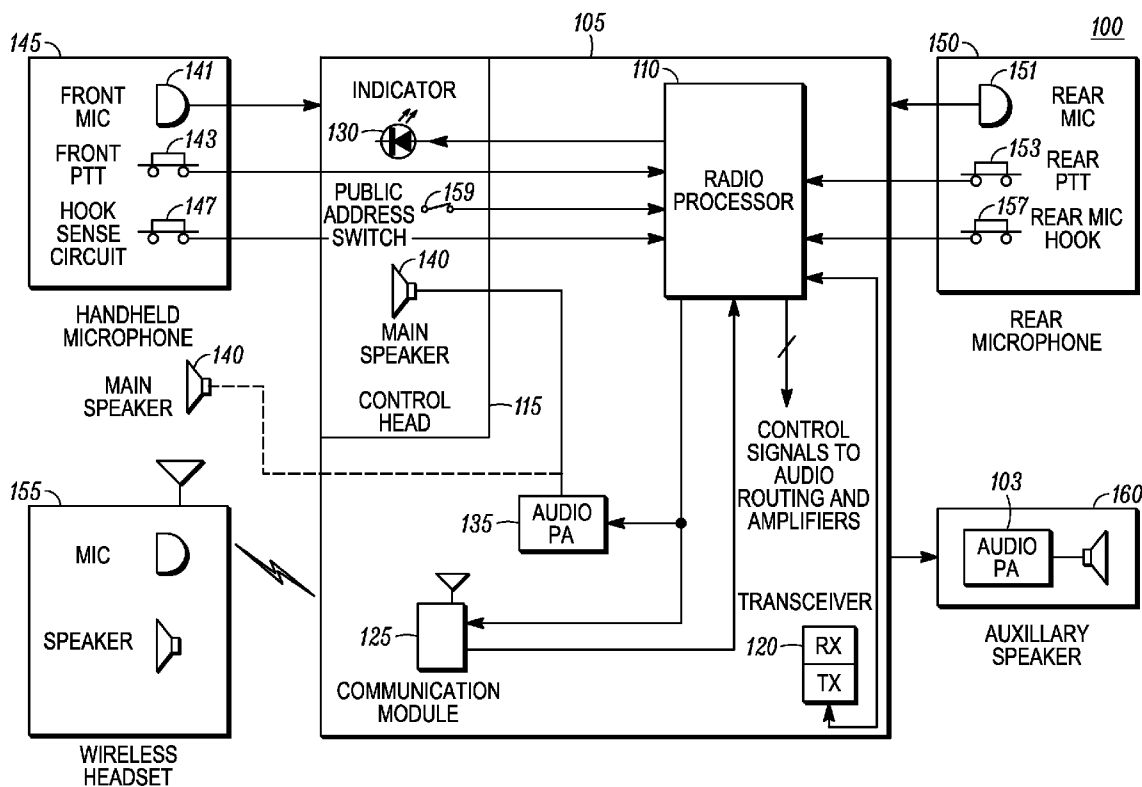 100
145
141
FRONT
MIC
143
FRONT
PTT
147
HOOK
SENSE
CIRCUIT
HANDHELD
MICROPHONE
105
INDICATOR
130
PUBLIC
ADDRESS
SWITCH
159
140
MAIN
SPEAKER
CONTROL
HEAD
115
110
RADIO
PROCESSOR
150
151
REAR
MIC
153
REAR
PTT
157
REAR MIC
HOOK
REAR
MICROPHONE
140
MAIN
SPEAKER
155
MIC
SPEAKER
WIRELESS
HEADSET
135
AUDIO
PA
125
COMMUNICATION
MODULE
CONTROL
SIGNALS TO
AUDIO
ROUTING AND
AMPLIFIERS
TRANSCEIVER
120
RX
TX
103
160
AUDIO
PA
AUXILLARY
SPEAKER